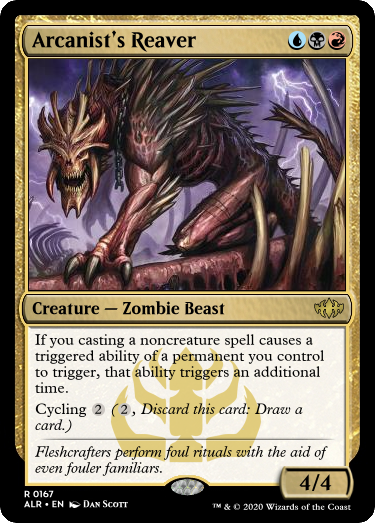 Arcanist's Reaver
Creature — Zombie Beast
If you casting a noncreature spell causes a
triggered ability of a permanent you control
to trigger, that ability triggers an additional
time.
Cycling 2 ( 2, Discard this card: Draw a
card.)
Fleshcrafters perform foul rituals with the aid of
even fouler familiars.
4/4
R 0167
ALR • EN Dan Scott
™ & © 2020 Wizards of the Coast